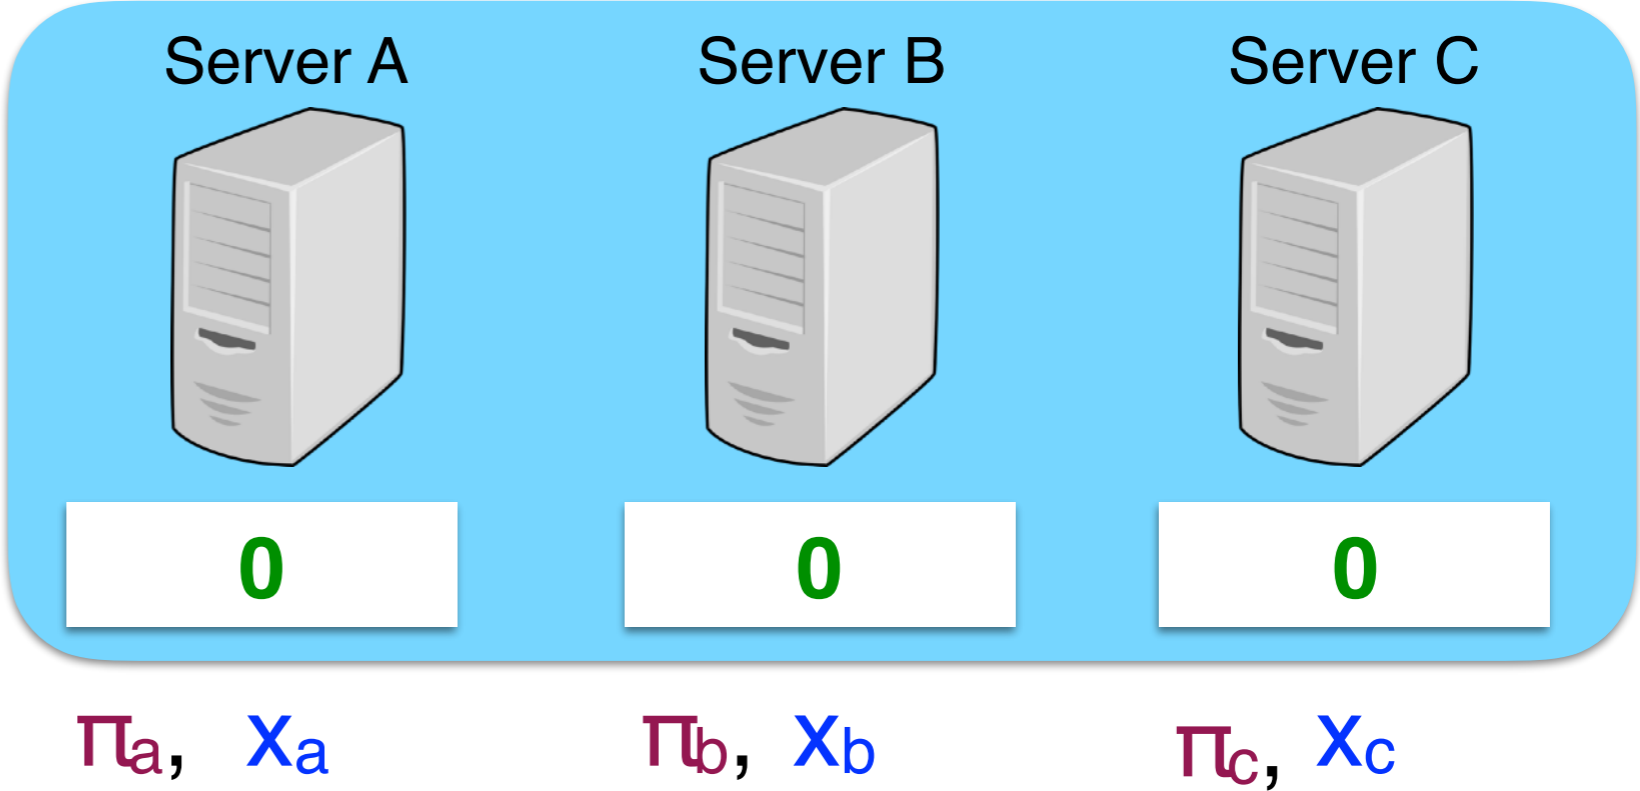 Server A Server B Server C
0 0 0
πa, xa πb, xb πc, xc